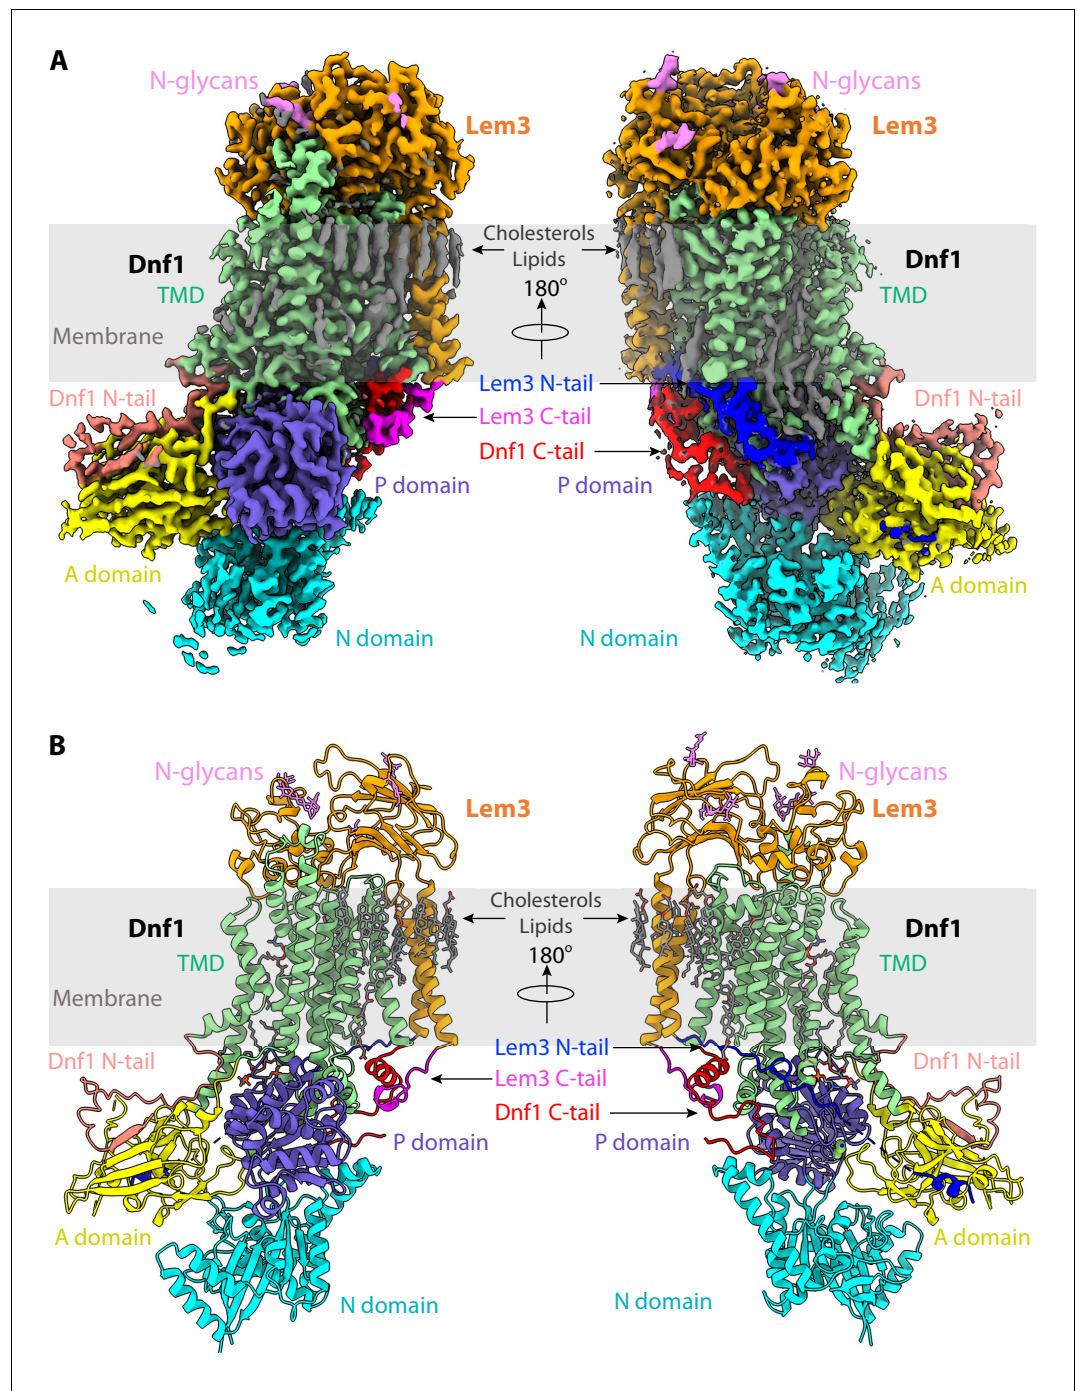 A
N-glycans
N-glycans
Lem3
Lem3
Cholesterols
Lipids
180°
Dnf1
TMD
Dnf1
TMD
Membrane
Lem3 N-tail
Dnf1 N-tail
Dnf1 N-tail
Lem3 C-tail
Dnf1 C-tail
P domain
P domain
A domain
A domain
N domain
N domain
B
N-glycans
N-glycans
Lem3
Lem3
Cholesterols
Lipids
180°
Dnf1
TMD
Dnf1
TMD
Membrane
Lem3 N-tail
Dnf1 N-tail
Dnf1 N-tail
Lem3 C-tail
Dnf1 C-tail
P domain
P domain
A domain
A domain
N domain
N domain